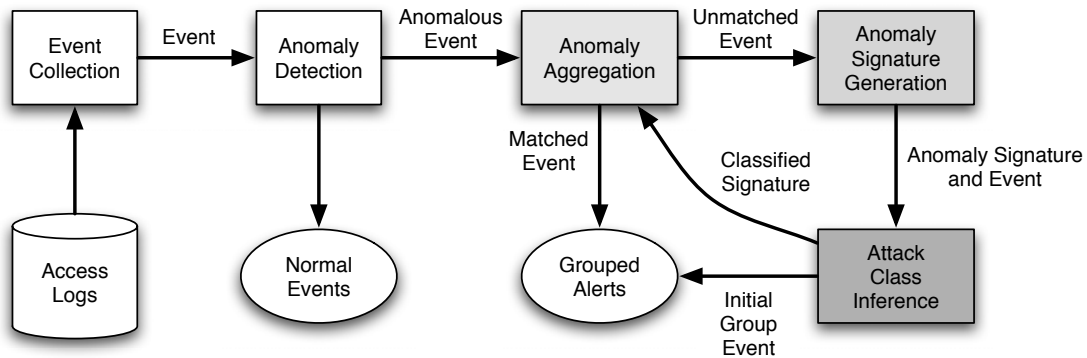 Event
Collection
Event
Anomaly
Detection
Anomalous
Event
Anomaly
Aggregation
Unmatched
Event
Anomaly
Signature
Generation
Matched
Event
Classified
Signature
Anomaly Signature
and Event
Access
Logs
Normal
Events
Grouped
Alerts
Initial
Group
Event
Attack
Class
Inference